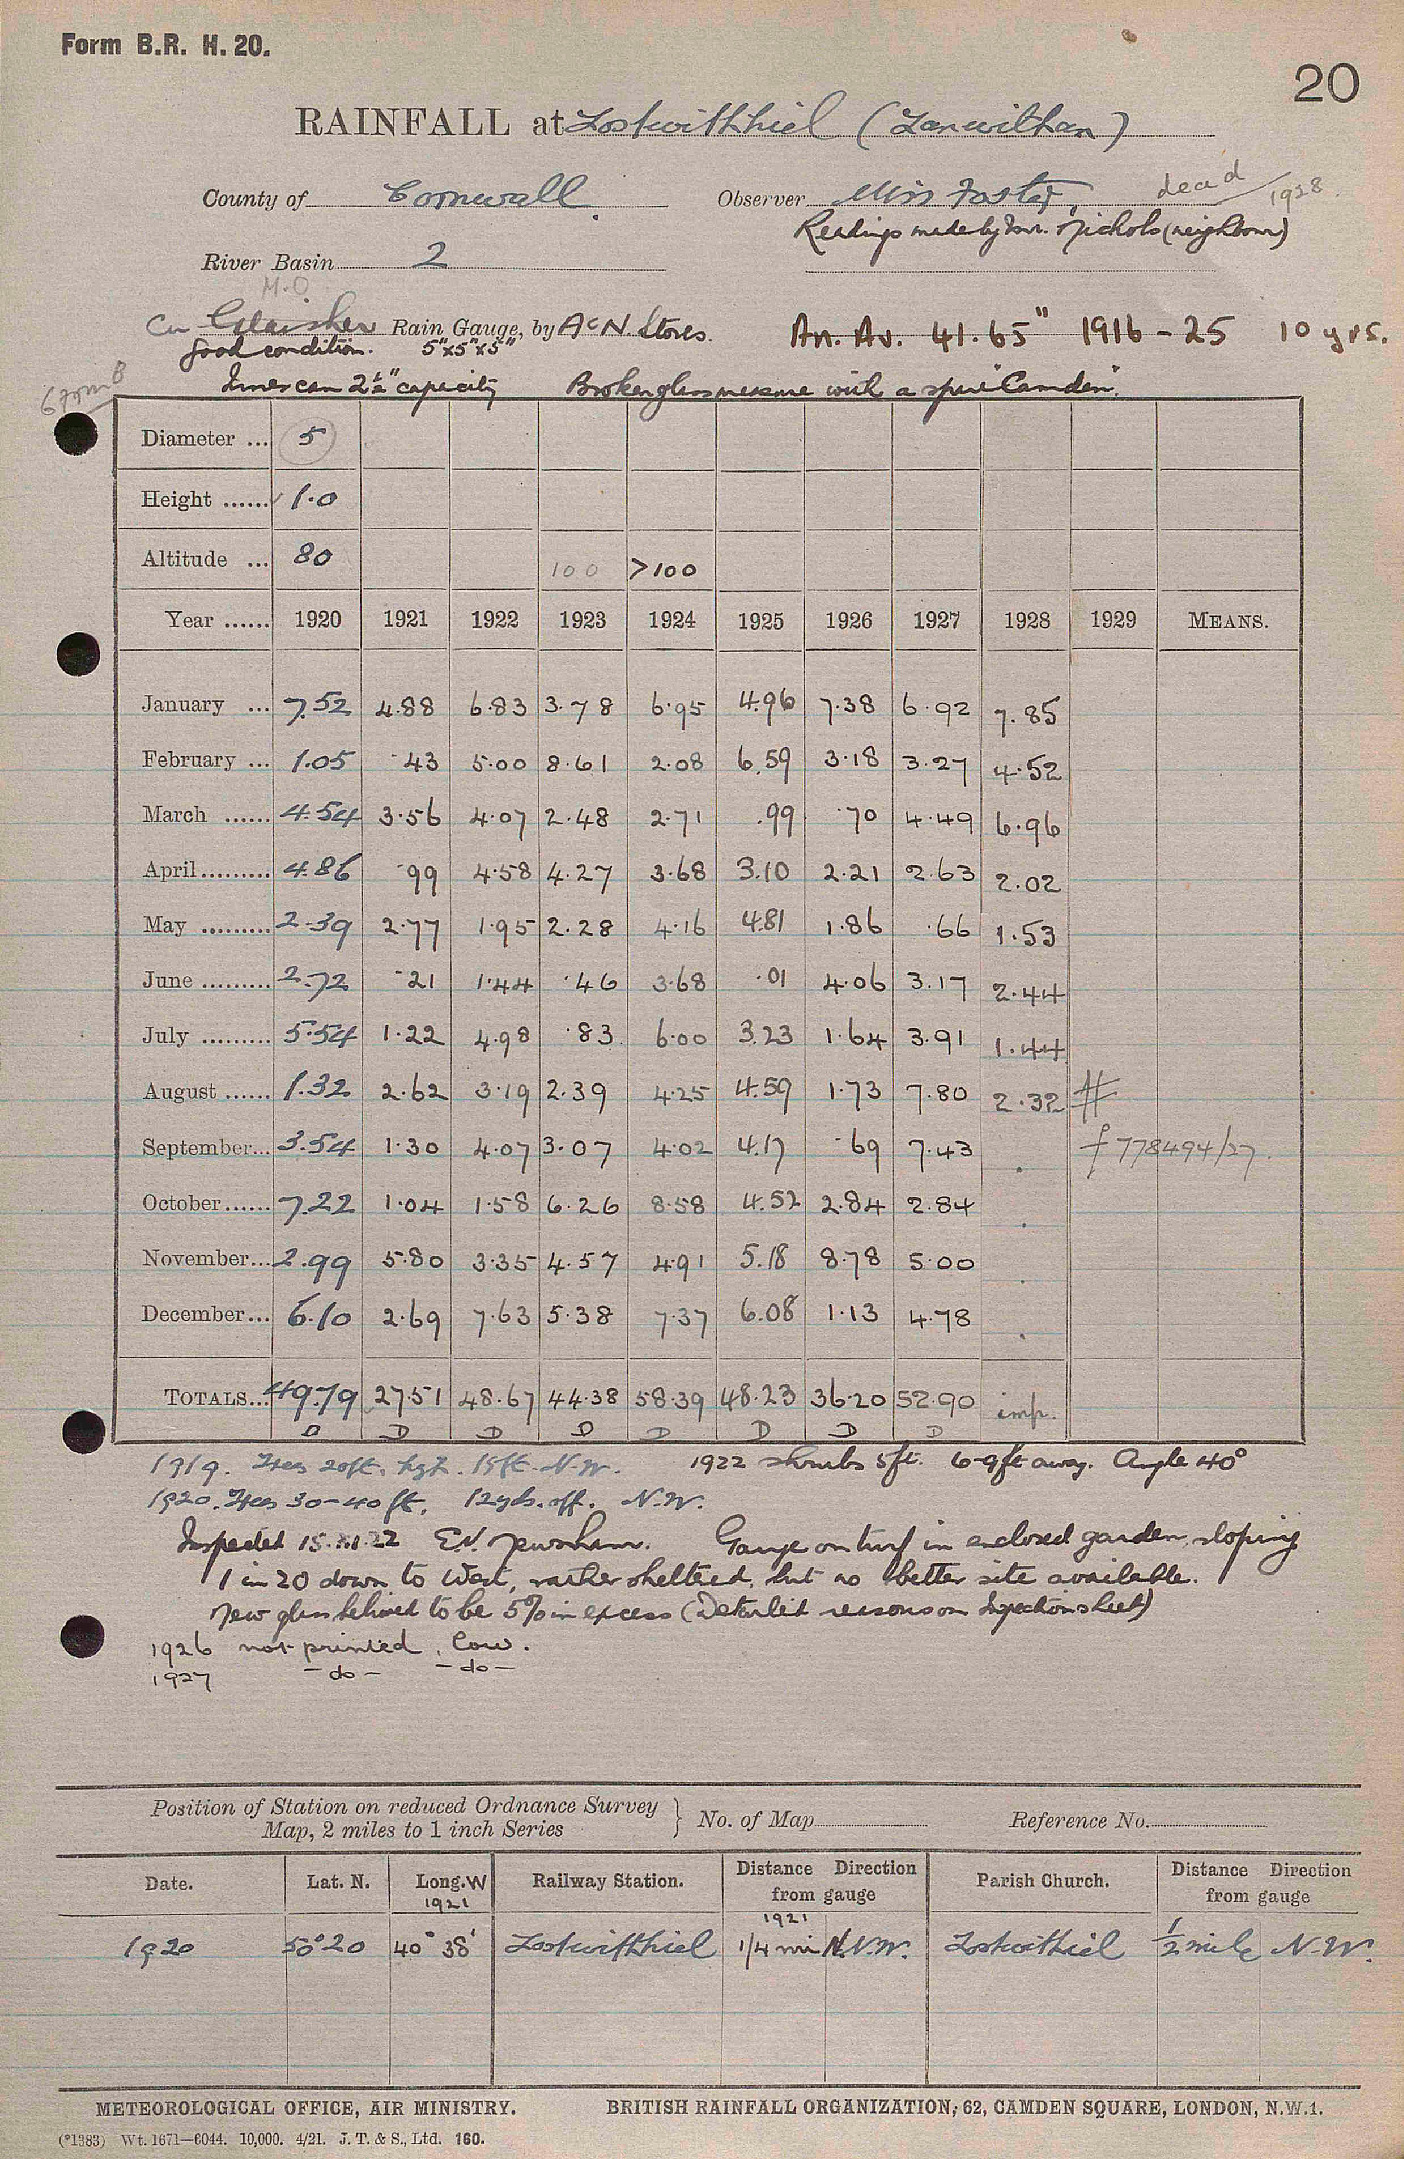 Form B.R. H. 20.
20
RAINFALL at Lostwithiel (Lanwithan)
County of Cornwall. Observer Miss Foster, dead 1928.
Readings made by Mr. Nichols (neighbour)
River Basin 2
M.O
Cu Glaisher Rain Gauge, by A & N. Stores. An. Av. 41.65" 1916-25 10 yrs.
Good condition. 5"x5"x5"
Inner can 2½" capacity Broken glass measure with a spare "Camden".
Diameter ... 5
Height ...... 1.0
Altitude ... 80 100 >100
Year ...... 1920 1921 1922 1923 1924 1925 1926 1927 1928 1929 MEANS.
January ... 7.52 4.88 6.83 3.78 6.95 4.96 7.38 6.92 7.85
February ... 1.05 .43 5.00 8.61 2.08 6.59 3.18 3.27 4.52
March ...... 4.54 3.56 4.07 2.48 2.71 .99 .70 4.49 6.96
April ......... 4.86 .99 4.58 4.27 3.68 3.10 2.21 2.63 2.02
May ......... 2.39 2.77 1.95 2.28 4.16 4.81 1.86 .66 1.53
June ......... 2.72 .21 1.44 .46 3.68 .01 4.06 3.17 2.44
July ......... 5.54 1.22 4.98 .83 6.00 3.23 1.64 3.91 1.44
August ...... 1.32 2.62 3.19 2.39 4.25 4.59 1.73 7.80 2.32 #
September... 3.54 1.30 4.07 3.07 4.02 4.17 .69 7.43 . f 778494/27.
October...... 7.22 1.04 1.58 6.26 8.58 4.52 2.84 2.84 .
November... 2.99 5.80 3.35 4.57 4.91 5.18 8.78 5.00 .
December... 6.10 2.69 7.63 5.38 7.37 6.08 1.13 4.78 .
TOTALS... 49.79 27.51 48.67 44.38 58.39 48.23 36.20 52.90 imp.
D D D D D D D D
1919. Trees 20ft. hgt. 15ft. N.W. 1922 shrubs 5ft. 6-9ft away. Angle 40°
1920. Trees 30-40 ft, 12yds. off. N.W.
Inspected 15.XI.22 E.V. Newnham. Gauge on turf in enclosed garden, sloping
1 in 20 down to West, rather sheltered, but no better site available.
New glass believed to be 5% in excess (Detailed reasons on Inspection sheet)
1926 not printed. Low.
1927 -do- -do-
Position of Station on reduced Ordnance Survey
Map, 2 miles to 1 inch Series } No. of Map Reference No.
Date. Lat. N. Long. W Railway Station. Distance Direction from gauge Parish Church. Distance Direction from gauge
1921 1921
1920 50° 20 40° 38' Lostwithiel 1/4 mi N.N.W. Lostwithiel ½ mile N.W.
METEOROLOGICAL OFFICE, AIR MINISTRY. BRITISH RAINFALL ORGANIZATION, 62, CAMDEN SQUARE, LONDON, N.W.1.
(*1383) Wt. 1671—6044. 10,000. 4/21. J. T. & S., Ltd. 160.